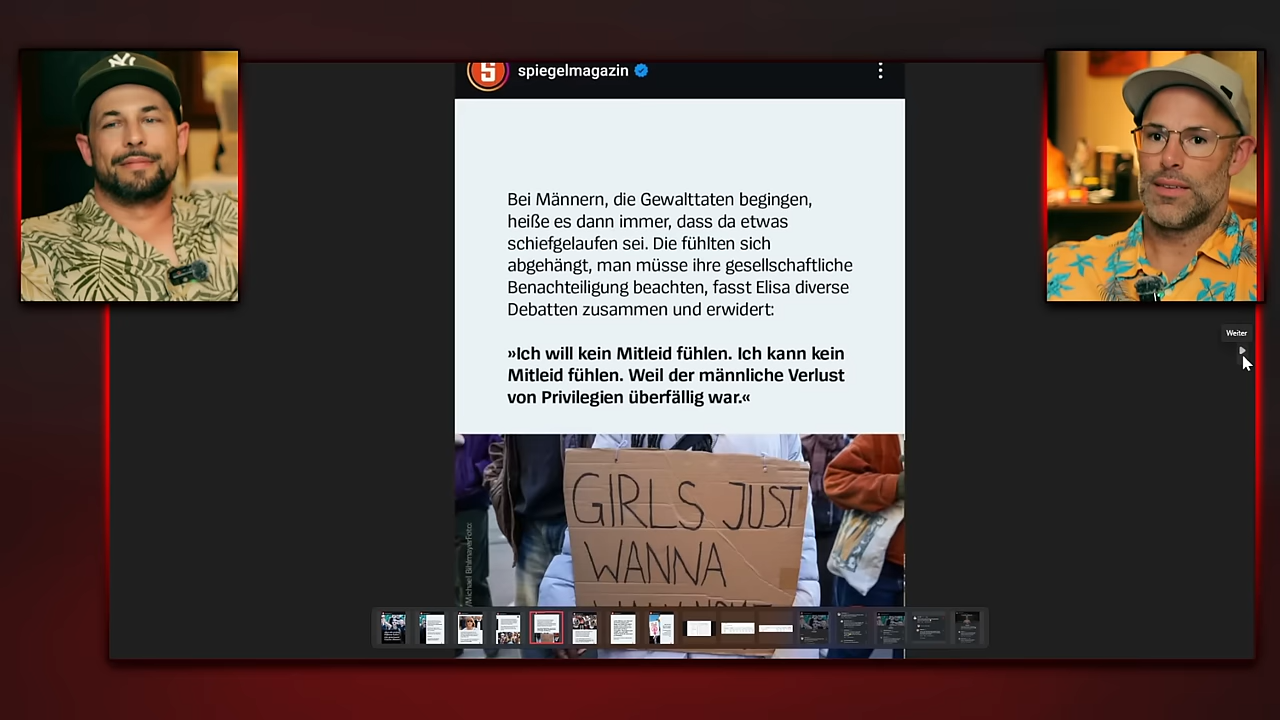 spiegelmagazin
Bei Männern, die Gewalttaten begingen,
heiße es dann immer, dass da etwas
schiefgelaufen sei. Die fühlten sich
abgehängt, man müsse ihre gesellschaftliche
Benachteiligung beachten, fasst Elisa diverse
Debatten zusammen und erwidert:
»Ich will kein Mitleid fühlen. Ich kann kein
Mitleid fühlen. Weil der männliche Verlust
von Privilegien überfällig war.«
Weiter
GIRLS JUST
WANNA